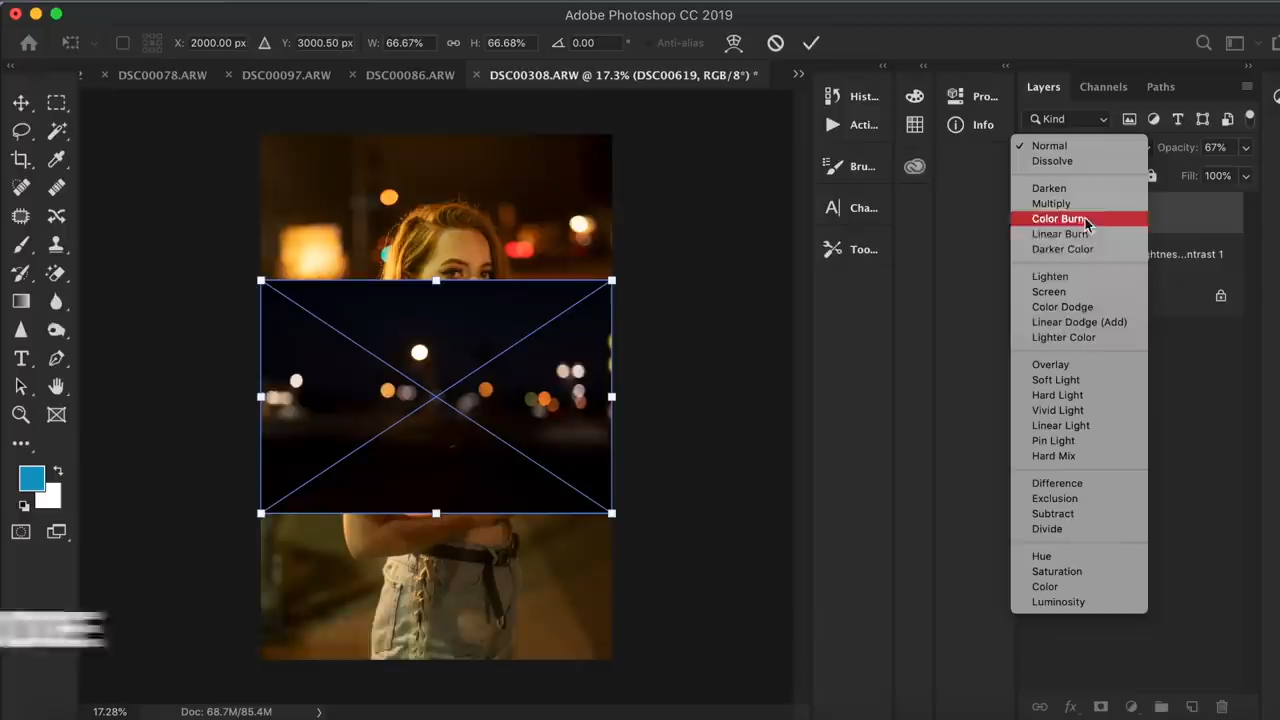 Adobe Photoshop CC 2019
X: 2000.00 px Y: 3000.50 px W: 66.67% H: 66.68% 0.00 ° Anti-alias
2 × DSC00078.ARW × DSC00097.ARW × DSC00086.ARW × DSC00308.ARW @ 17.3% (DSC00619, RGB/8*) *
Hist...
Acti...
Bru...
Cha...
Too...
Pro...
Info
Layers Channels Paths
Kind
Opacity: 67%
Fill: 100%
Normal
Dissolve
Darken
Multiply
Color Burn
Linear Burn
Darker Color
Lighten
Screen
Color Dodge
Linear Dodge (Add)
Lighter Color
Overlay
Soft Light
Hard Light
Vivid Light
Linear Light
Pin Light
Hard Mix
Difference
Exclusion
Subtract
Divide
Hue
Saturation
Color
Luminosity
htnes...ntrast 1
fx
17.28% Doc: 68.7M/85.4M